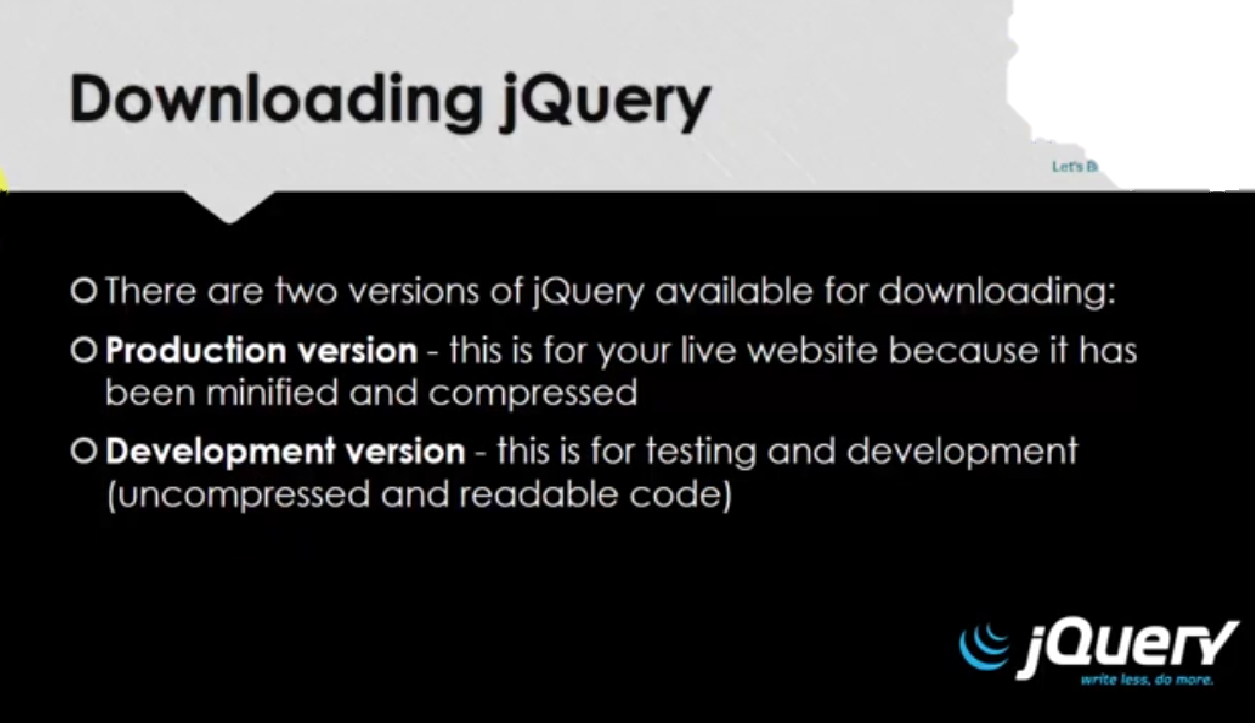 Downloading jQuery
Let's B
There are two versions of jQuery available for downloading:
Production version - this is for your live website because it has
been minified and compressed
Development version - this is for testing and development
(uncompressed and readable code)
jQuery
write less, do more.